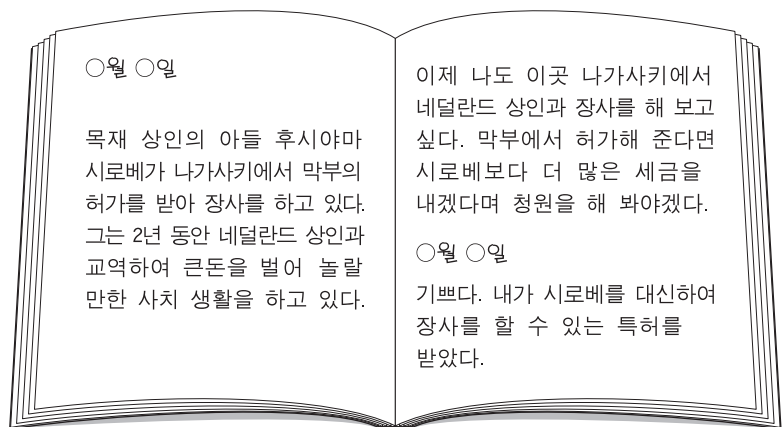 ○월 ○일
목재 상인의 아들 후시야마
시로베가 나가사키에서 막부의
허가를 받아 장사를 하고 있다.
그는 2년 동안 네덜란드 상인과
교역하여 큰돈을 벌어 놀랄
만한 사치 생활을 하고 있다.
이제 나도 이곳 나가사키에서
네덜란드 상인과 장사를 해 보고
싶다. 막부에서 허가해 준다면
시로베보다 더 많은 세금을
내겠다며 청원을 해 봐야겠다.
○월 ○일
기쁘다. 내가 시로베를 대신하여
장사를 할 수 있는 특허를
받았다.